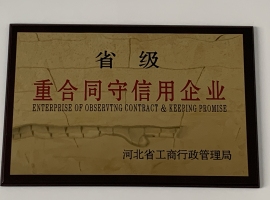 省级
重合同守信用企业
ENTERPRISE OF OBSERVTNG CONTRACT & KEEPING PROMISE
河北省工商行政管理局